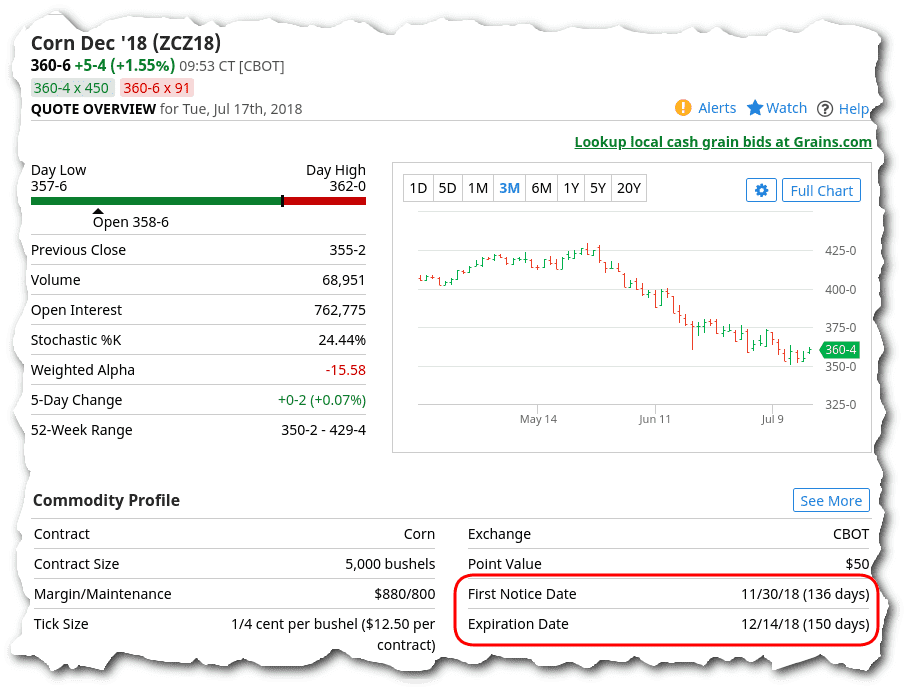 Corn Dec '18 (ZCZ18)
360-6 +5-4 (+1.55%) 09:53 CT [CBOT]
360-4 x 450 360-6 x 91
QUOTE OVERVIEW for Tue, Jul 17th, 2018
Alerts Watch ? Help
Lookup local cash grain bids at Grains.com
Day Low Day High
357-6 362-0
Open 358-6
Previous Close 355-2
Volume 68,951
Open Interest 762,775
Stochastic %K 24.44%
Weighted Alpha -15.58
5-Day Change +0-2 (+0.07%)
52-Week Range 350-2 - 429-4
1D 5D 1M 3M 6M 1Y 5Y 20Y Full Chart
425-0
400-0
375-0
360-4
350-0
325-0
May 14 Jun 11 Jul 9
Commodity Profile See More
Contract Corn
Contract Size 5,000 bushels
Margin/Maintenance $880/800
Tick Size 1/4 cent per bushel ($12.50 per
contract)
Exchange CBOT
Point Value $50
First Notice Date 11/30/18 (136 days)
Expiration Date 12/14/18 (150 days)